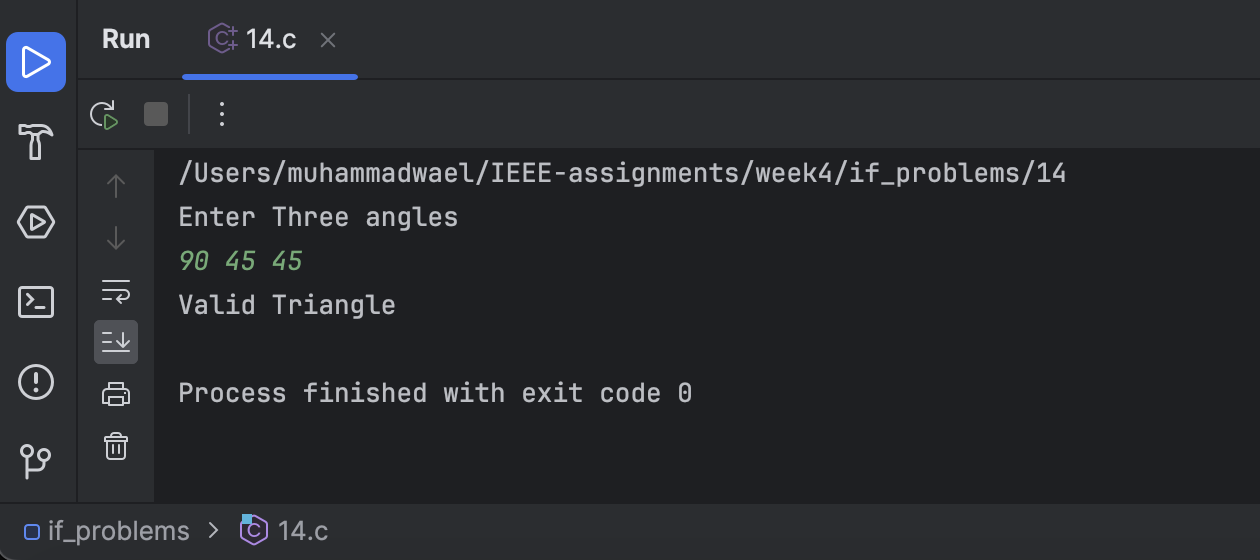 Run 14.c
/Users/muhammadwael/IEEE-assignments/week4/if_problems/14
Enter Three angles
90 45 45
Valid Triangle
Process finished with exit code 0
if_problems > 14.c